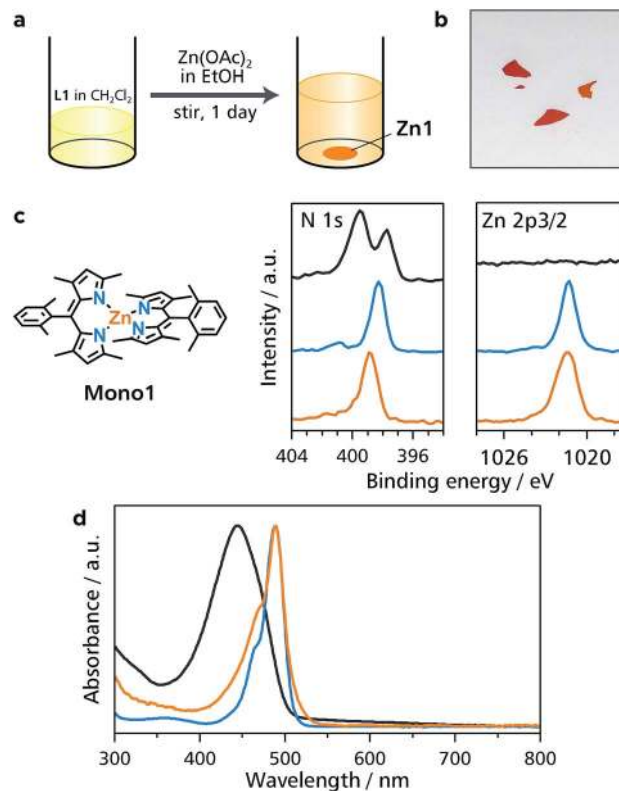 a
L1 in CH₂Cl₂
Zn(OAc)₂
in EtOH
stir, 1 day
Zn1
b
c
N
N
Zn
N
N
Mono1
N 1s
Zn 2p3/2
Intensity / a.u.
404 400 396
1026 1020
Binding energy / eV
d
Absorbance / a.u.
300 400 500 600 700 800
Wavelength / nm